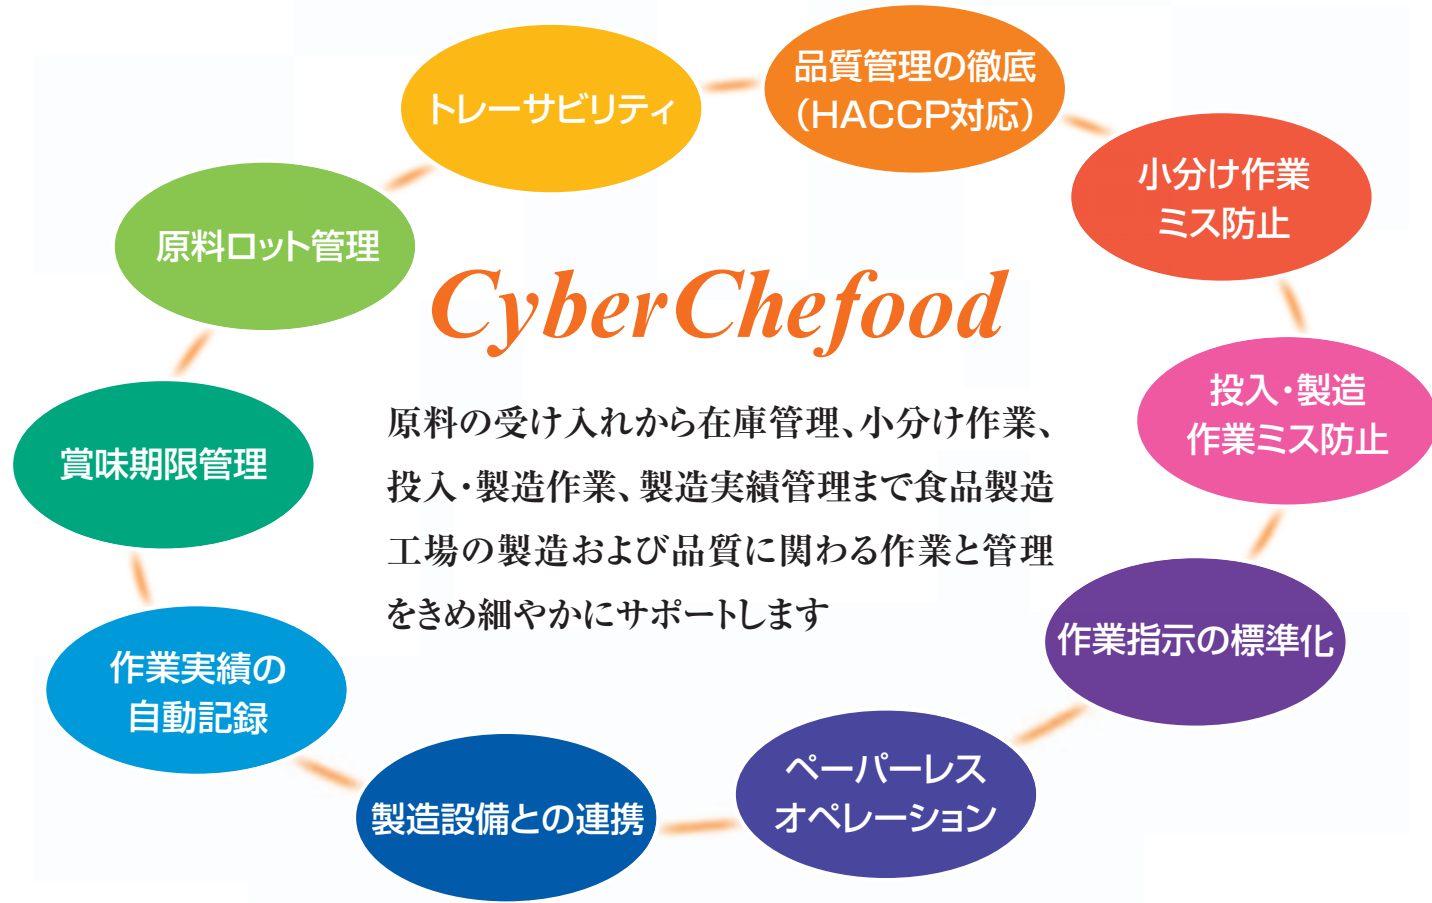 トレーサビリティ
品質管理の徹底
（HACCP対応）
小分け作業
ミス防止
原料ロット管理
CyberChefood
投入・製造
作業ミス防止
賞味期限管理
原料の受け入れから在庫管理、小分け作業、
投入・製造作業、製造実績管理まで食品製造
工場の製造および品質に関わる作業と管理
をきめ細やかにサポートします
作業指示の標準化
作業実績の
自動記録
ペーパーレス
オペレーション
製造設備との連携